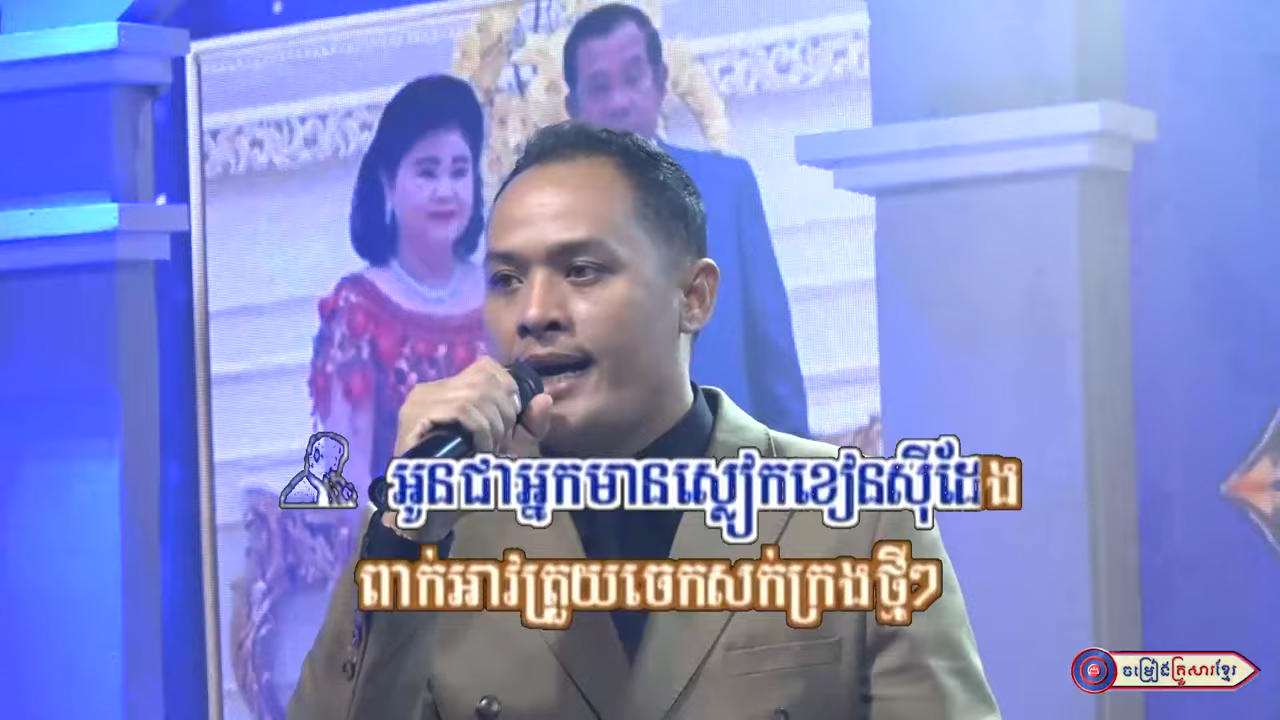 អូនជាអ្នកមានស្លៀកខៀនស៊ីដែង
ពាក់អាវត្រួយចេកសក់ក្រងថ្មីៗ
ចម្រៀងគ្រួសារខ្មែរ